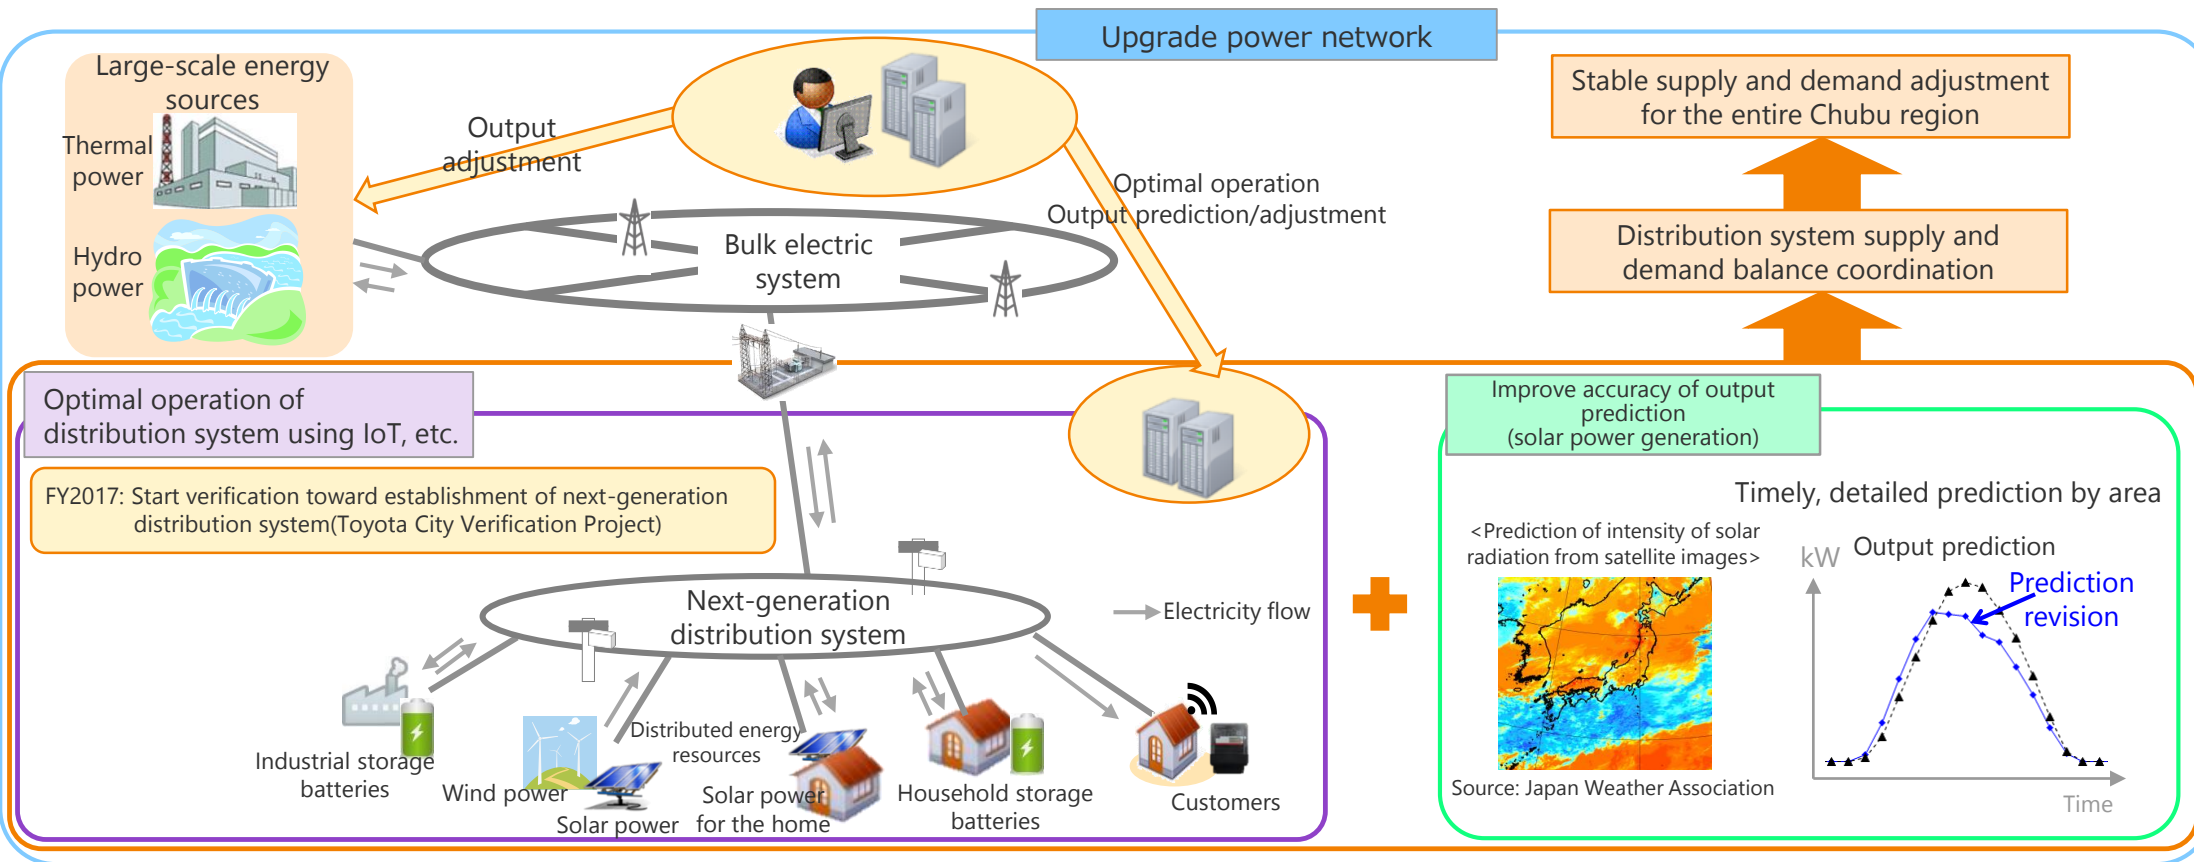 Upgrade power network
Large-scale energy
sources
Thermal
power
Hydro
power
Output
adjustment
Optimal operation
Output prediction/adjustment
Bulk electric
system
Stable supply and demand adjustment
for the entire Chubu region
Distribution system supply and
demand balance coordination
Optimal operation of
distribution system using IoT, etc.
FY2017: Start verification toward establishment of next-generation
distribution system(Toyota City Verification Project)
Next-generation
distribution system
Electricity flow
Industrial storage
batteries
Wind power
Solar power
Distributed energy
resources
Solar power
for the home
Household storage
batteries
Customers
Improve accuracy of output
prediction
(solar power generation)
Timely, detailed prediction by area
<Prediction of intensity of solar
radiation from satellite images>
Source: Japan Weather Association
kW
Output prediction
Prediction
revision
Time